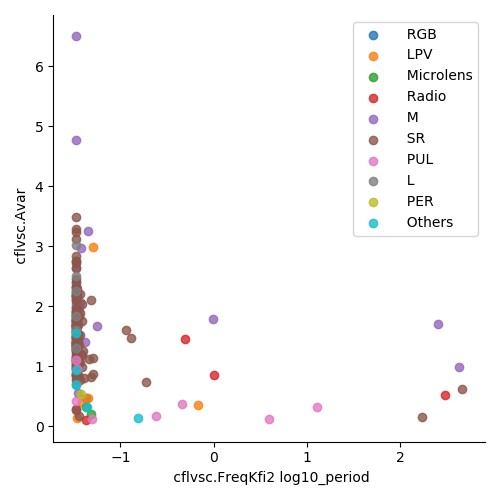 RGB
LPV
Microlens
Radio
M
SR
PUL
L
PER
Others
6
5
4
3
2
1
0
cflvsc.Avar
−1
0
1
2
cflvsc.FreqKfi2 log10_period